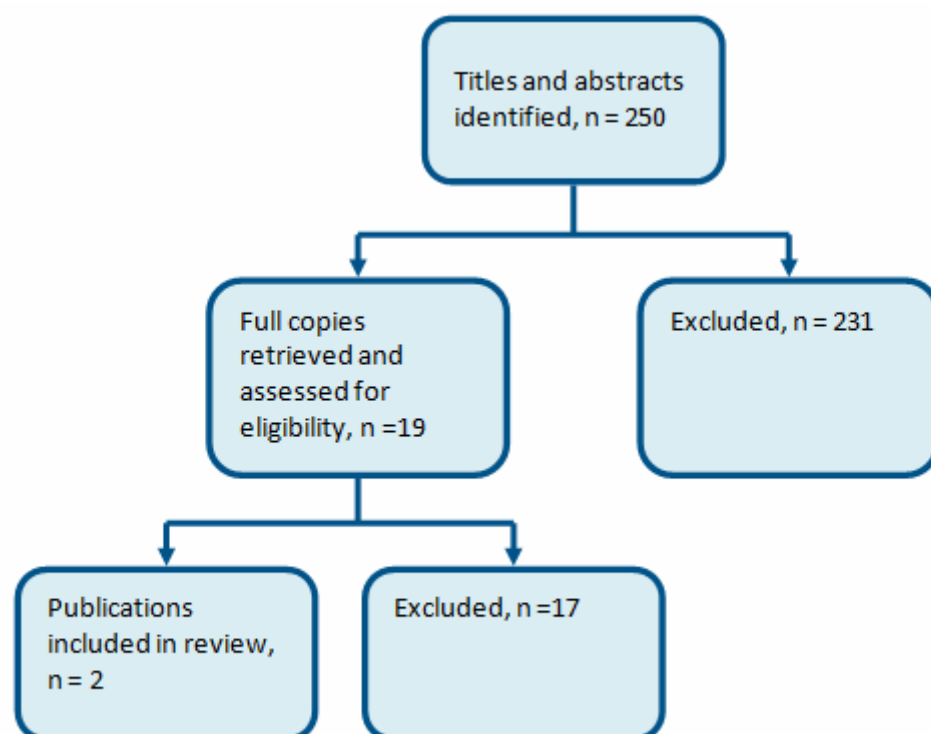 Titles and abstracts
identified, n = 250
Full copies
retrieved and
assessed for
eligibility, n =19
Excluded, n = 231
Publications
included in review,
n = 2
Excluded, n =17